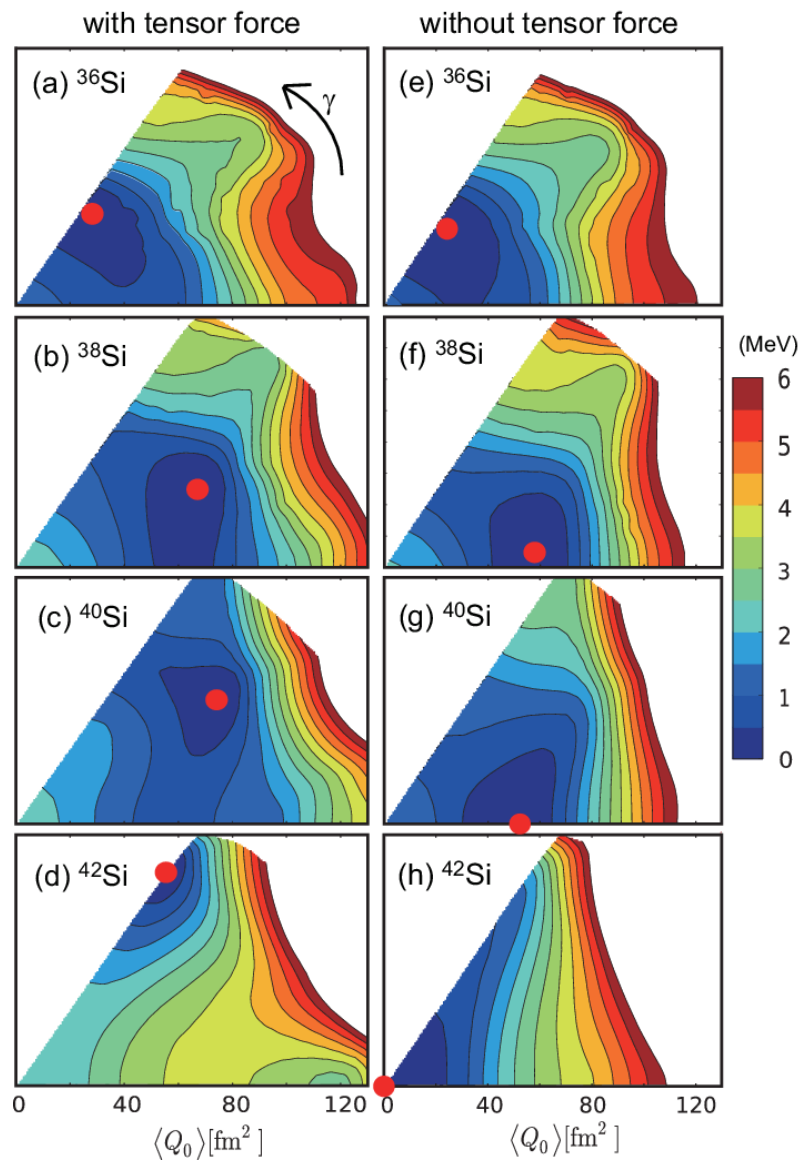 with tensor force
without tensor force
(a) ³⁶Si
γ
(e) ³⁶Si
(b) ³⁸Si
(f) ³⁸Si
(MeV)
6
5
4
3
2
1
0
(c) ⁴⁰Si
(g) ⁴⁰Si
(d) ⁴²Si
(h) ⁴²Si
0 40 80 120
0 40 80 120
⟨Q₀⟩[fm²]
⟨Q₀⟩[fm²]